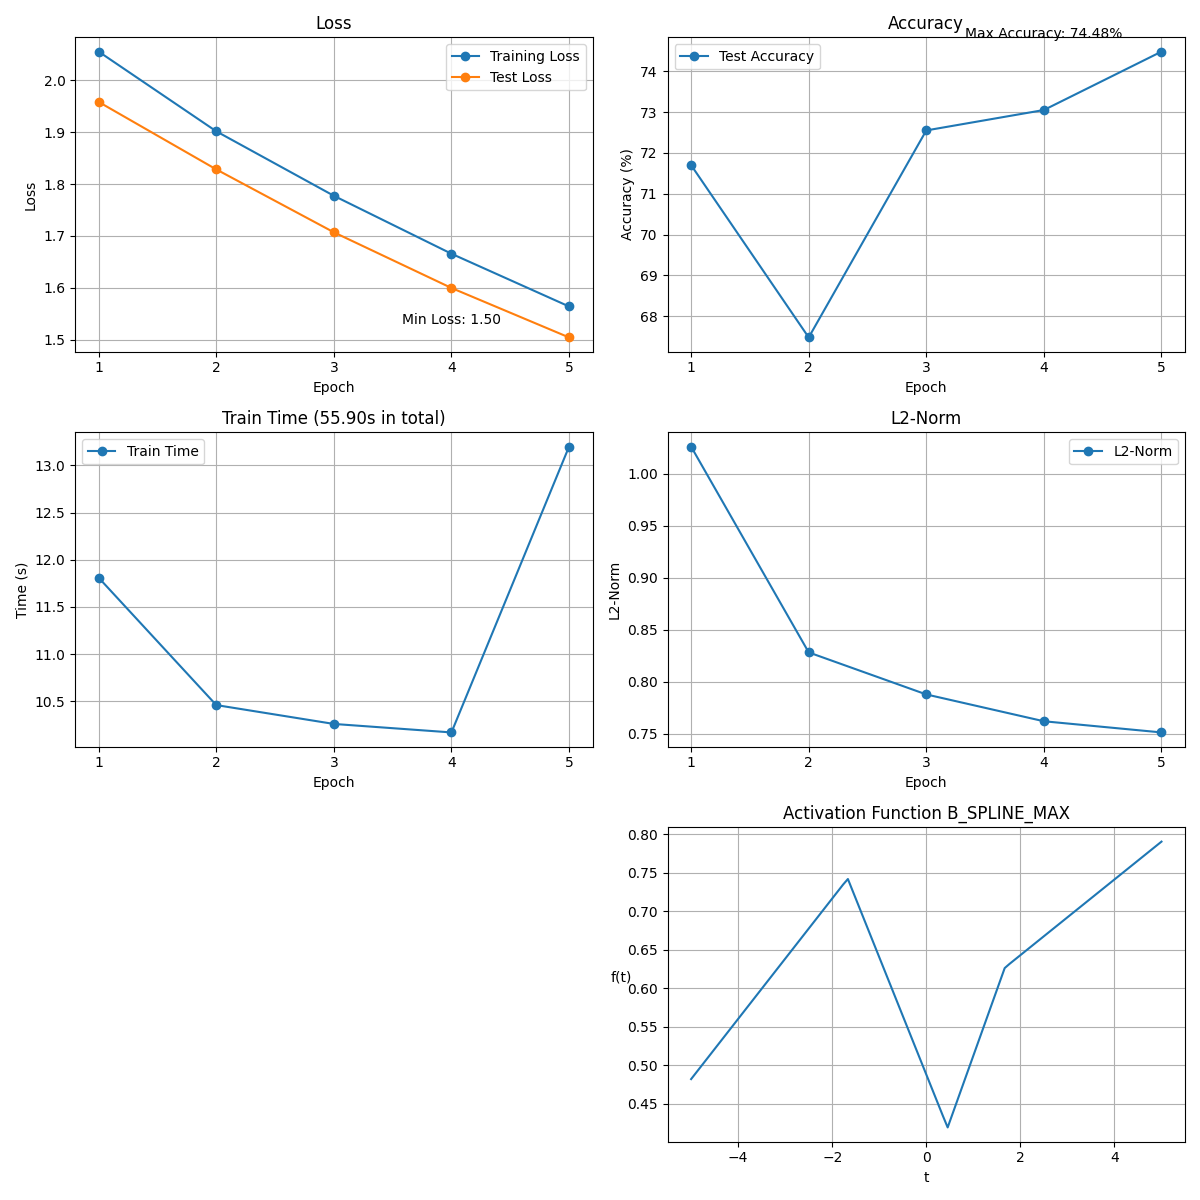 Loss
Training Loss
Test Loss
2.0
1.9
1.8
1.7
1.6
1.5
Loss
Min Loss: 1.50
1 2 3 4 5
Epoch
Accuracy
Max Accuracy: 74.48%
Test Accuracy
74
73
72
71
70
69
68
Accuracy (%)
1 2 3 4 5
Epoch
Train Time (55.90s in total)
Train Time
13.0
12.5
12.0
11.5
11.0
10.5
Time (s)
1 2 3 4 5
Epoch
L2-Norm
L2-Norm
1.00
0.95
0.90
0.85
0.80
0.75
L2-Norm
1 2 3 4 5
Epoch
Activation Function B_SPLINE_MAX
0.80
0.75
0.70
0.65
0.60
0.55
0.50
0.45
f(t)
−4 −2 0 2 4
t